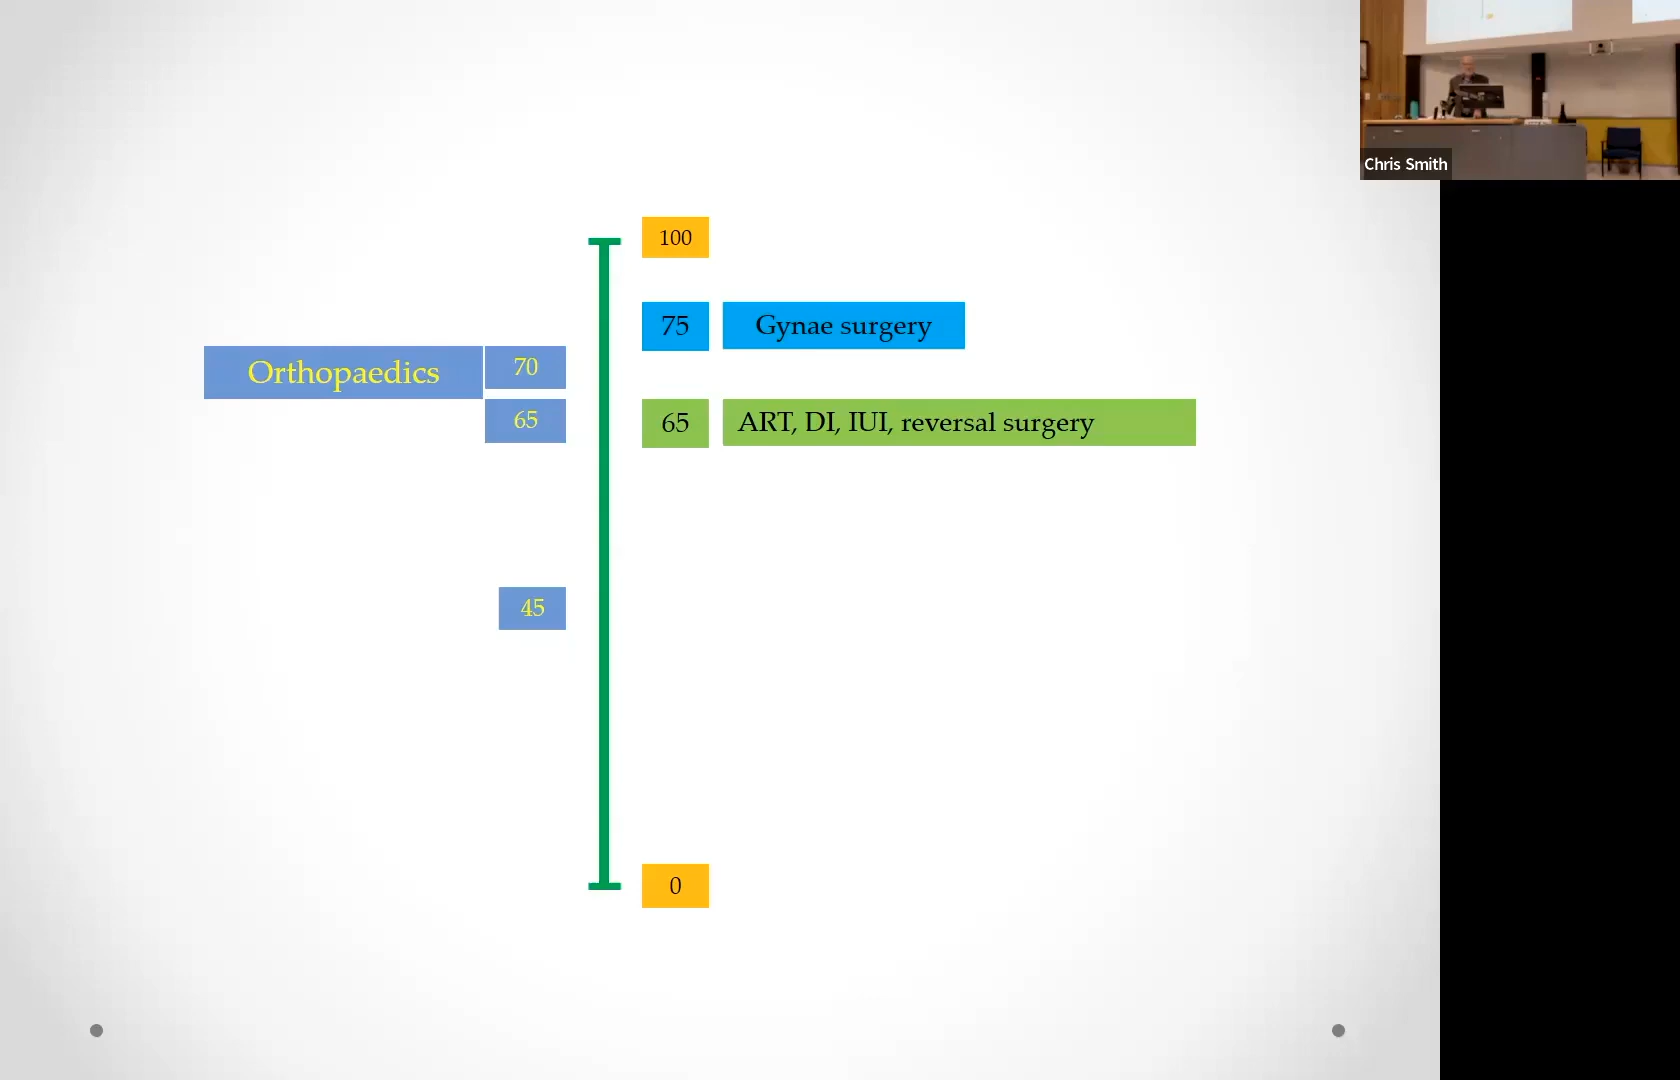 Chris Smith
100
75 Gynae surgery
Orthopaedics 70
65
65 ART, DI, IUI, reversal surgery
45
0